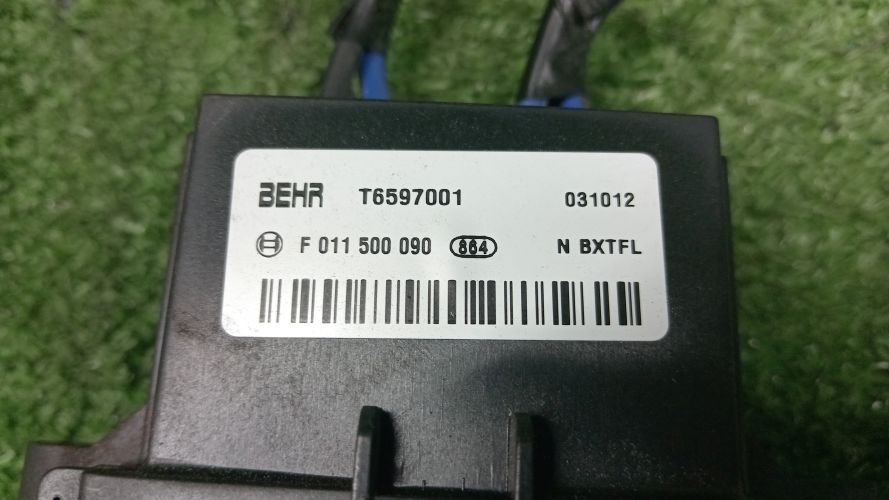 BEHR T6597001 031012
F 011 500 090 864 N BXTFL